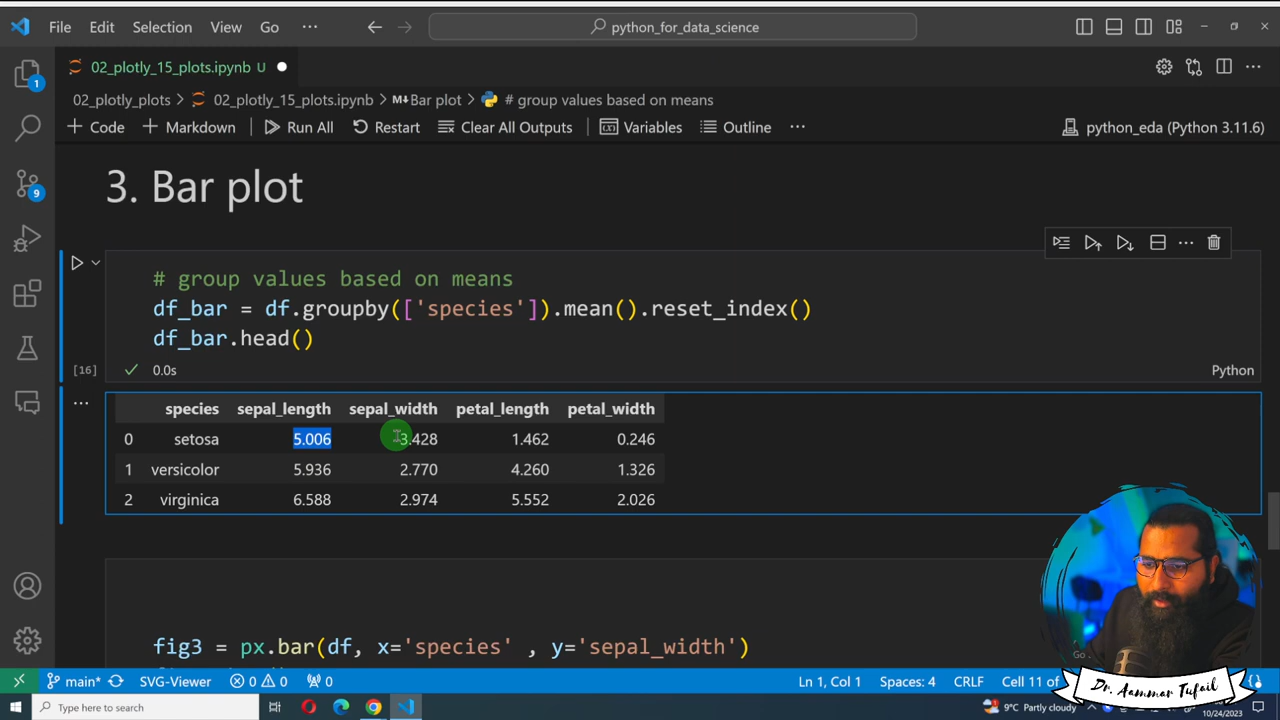 File Edit Selection View Go ··· python_for_data_science
02_plotly_15_plots.ipynb U
02_plotly_plots > 02_plotly_15_plots.ipynb > M↓Bar plot > # group values based on means
+ Code + Markdown Run All Restart Clear All Outputs Variables Outline ··· python_eda (Python 3.11.6)
1
9
3. Bar plot
# group values based on means
df_bar = df.groupby(['species']).mean().reset_index()
df_bar.head()
[16] 0.0s Python
species sepal_length sepal_width petal_length petal_width
0 setosa 5.006 3.428 1.462 0.246
1 versicolor 5.936 2.770 4.260 1.326
2 virginica 6.588 2.974 5.552 2.026
fig3 = px.bar(df, x='species' , y='sepal_width')
main* SVG-Viewer 0 0 0 Ln 1, Col 1 Spaces: 4 CRLF Cell 11 of
Dr. Aammar Tufail
Type here to search 9°C Partly cloudy 10/24/2023